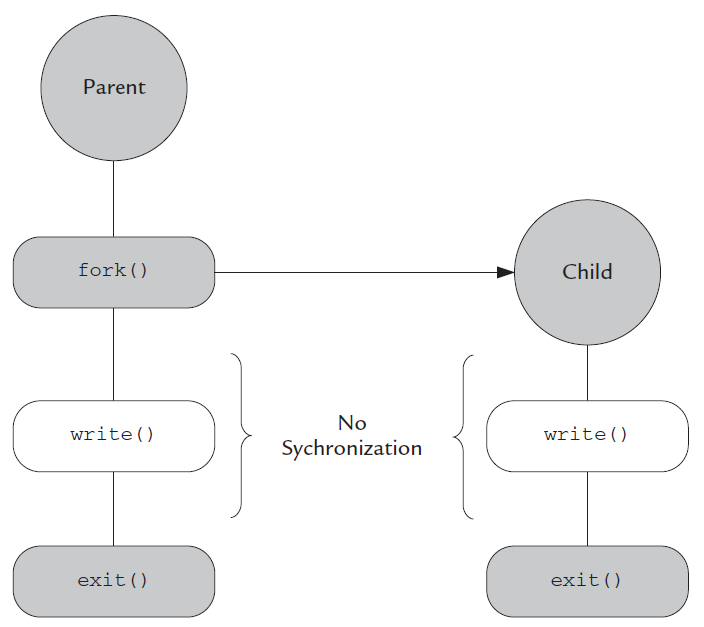 Parent
fork()
Child
write()
No
Sychronization
write()
exit()
exit()